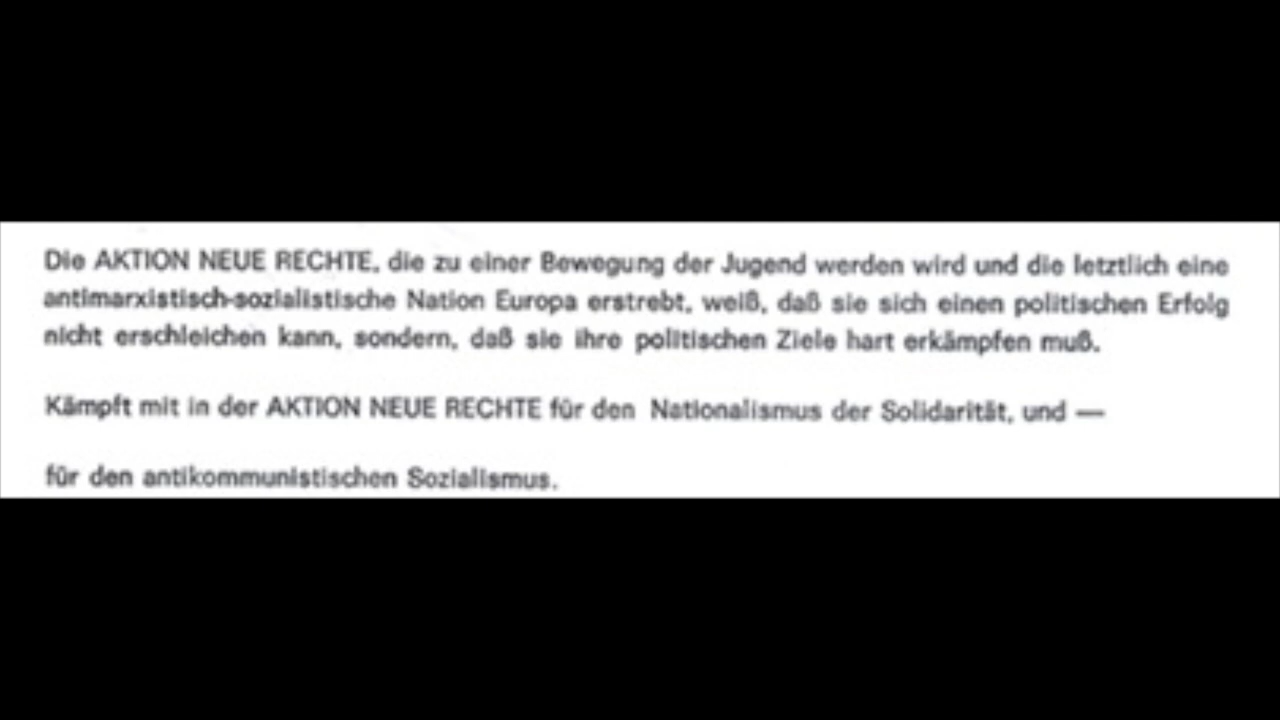 Die AKTION NEUE RECHTE, die zu einer Bewegung der Jugend werden wird und die letztlich eine
antimarxistisch-sozialistische Nation Europa erstrebt, weiß, daß sie sich einen politischen Erfolg
nicht erschleichen kann, sondern, daß sie ihre politischen Ziele hart erkämpfen muß.
Kämpft mit in der AKTION NEUE RECHTE für den Nationalismus der Solidarität, und —
für den antikommunistischen Sozialismus.